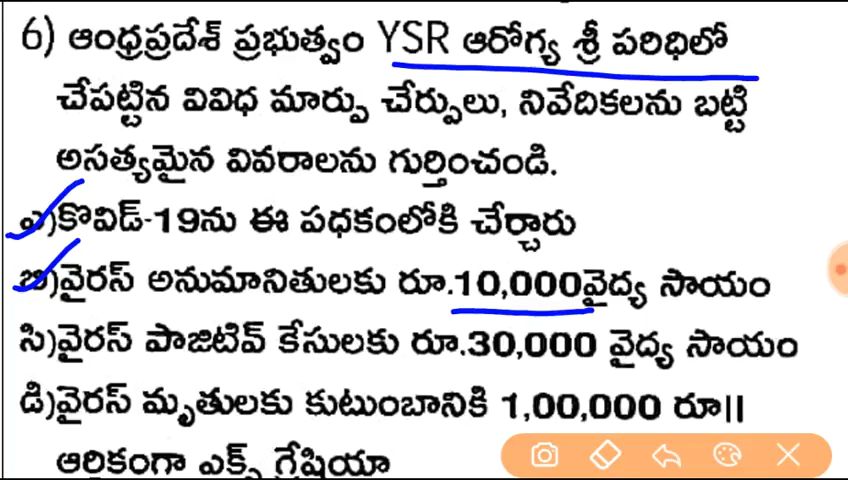 6) ఆంధ్రప్రదేశ్ ప్రభుత్వం YSR ఆరోగ్య శ్రీ పరిధిలో
చేపట్టిన వివిధ మార్పు చేర్పులు, నివేదికలను బట్టి
అసత్యమైన వివరాలను గుర్తించండి.
ఎ)కొవిడ్-19ను ఈ పధకంలోకి చేర్చారు
బి)వైరస్ అనుమానితులకు రూ.10,000వైద్య సాయం
సి)వైరస్ పాజిటివ్ కేసులకు రూ.30,000 వైద్య సాయం
డి)వైరస్ మృతులకు కుటుంబానికి 1,00,000 రూ||
ఆర్థికంగా ఎక్స్ గ్రేషియా